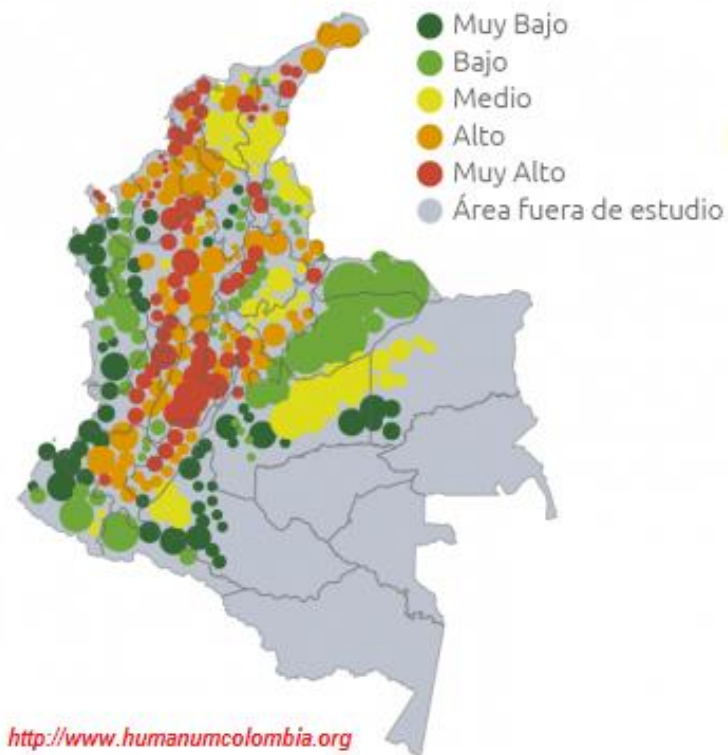 Muy Bajo
Bajo
Medio
Alto
Muy Alto
Área fuera de estudio
http://www.humanumcolombia.org